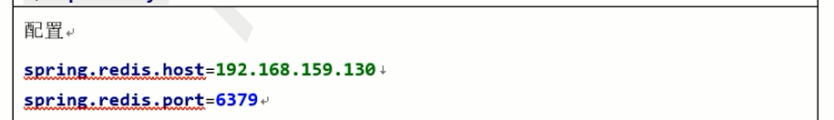 配置
spring.redis.host=192.168.159.130
spring.redis.port=6379